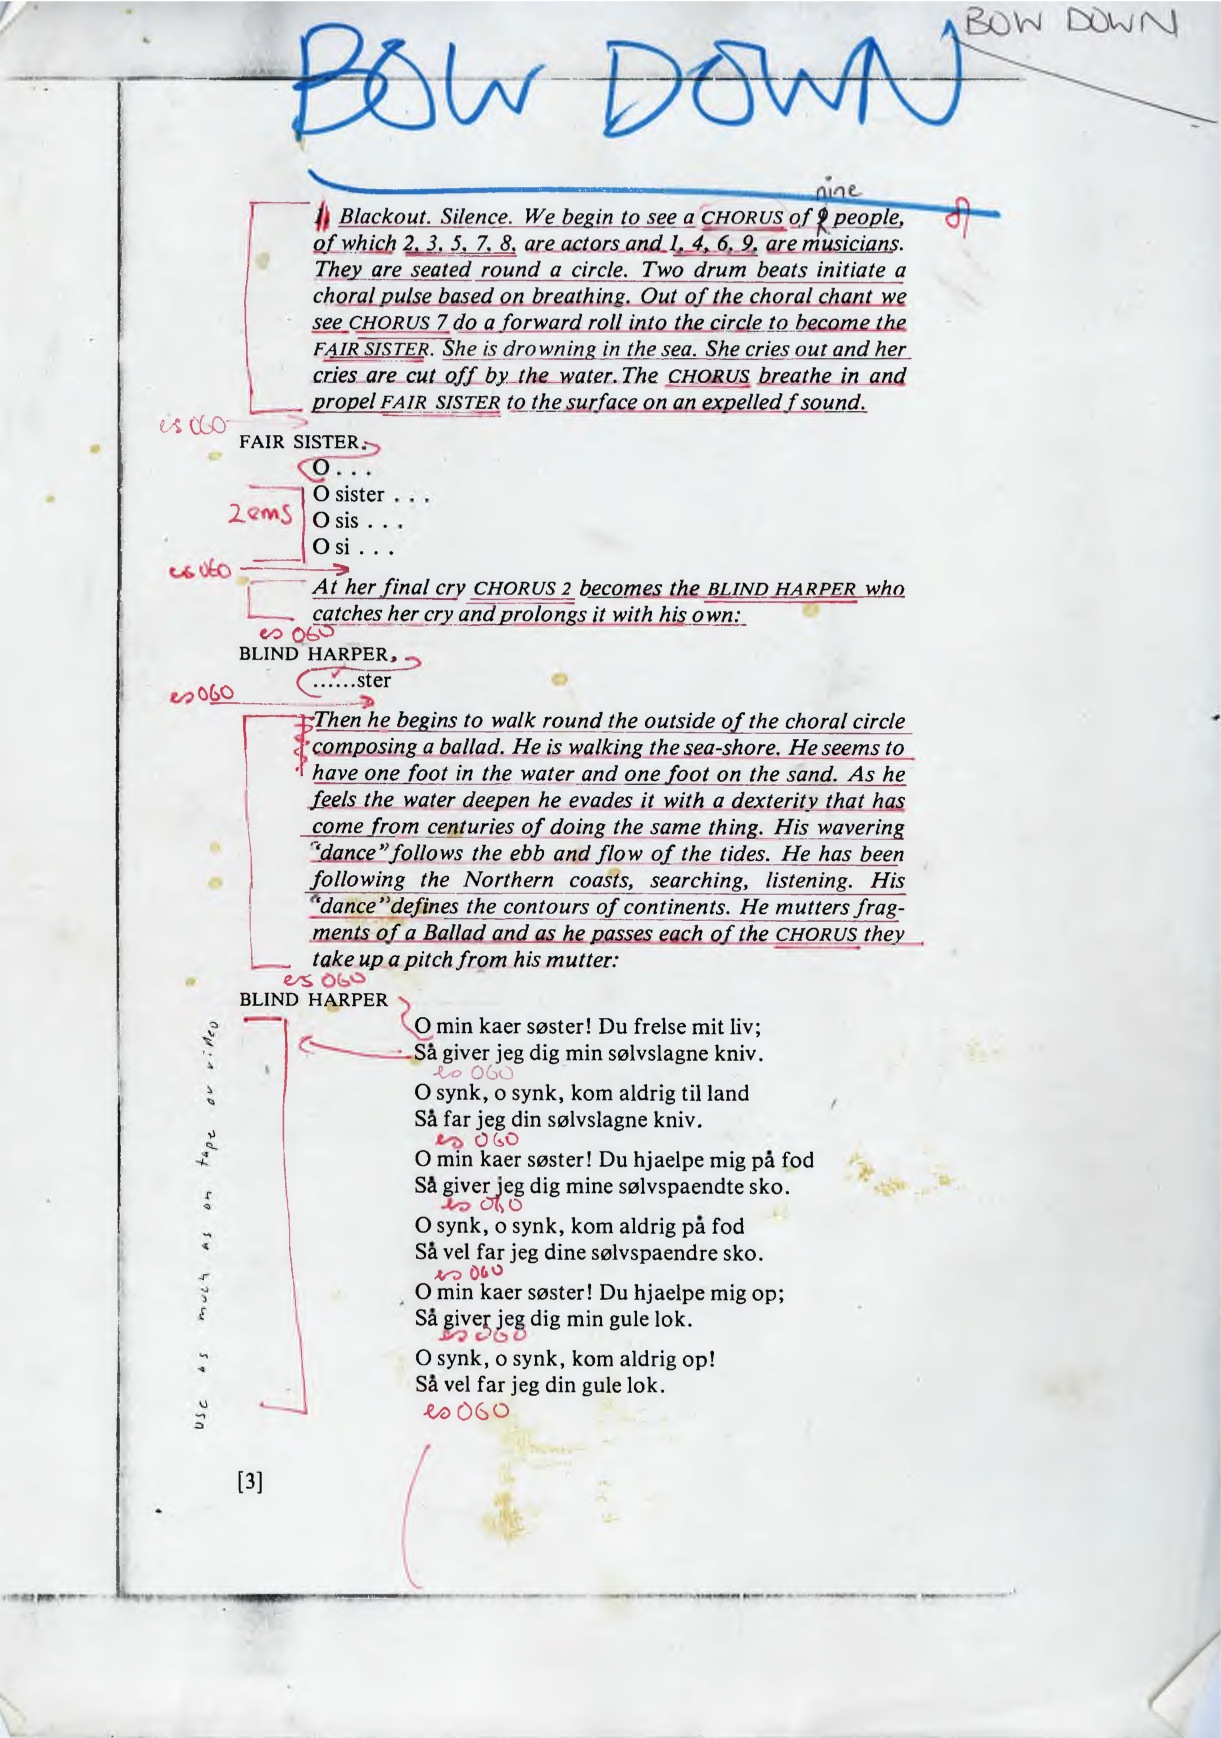 BOW DOWN
BOW DOWN
nine
Blackout. Silence. We begin to see a CHORUS of 9 people,
of which 2, 3, 5, 7, 8, are actors and 1, 4, 6, 9, are musicians.
They are seated round a circle. Two drum beats initiate a
choral pulse based on breathing. Out of the choral chant we
see CHORUS 7 do a forward roll into the circle to become the
FAIR SISTER. She is drowning in the sea. She cries out and her
cries are cut off by the water. The CHORUS breathe in and
propel FAIR SISTER to the surface on an expelled f sound.
es 060
FAIR SISTER.
O . . .
O sister . . .
2 ems
O sis . . .
O si . . .
es 060
At her final cry CHORUS 2 becomes the BLIND HARPER who
catches her cry and prolongs it with his own:
es 060
BLIND HARPER,
......ster
es 060
Then he begins to walk round the outside of the choral circle
composing a ballad. He is walking the sea-shore. He seems to
have one foot in the water and one foot on the sand. As he
feels the water deepen he evades it with a dexterity that has
come from centuries of doing the same thing. His wavering
“dance” follows the ebb and flow of the tides. He has been
following the Northern coasts, searching, listening. His
“dance” defines the contours of continents. He mutters frag-
ments of a Ballad and as he passes each of the CHORUS they
take up a pitch from his mutter:
es 060
BLIND HARPER
O min kaer søster! Du frelse mit liv;
Så giver jeg dig min sølvslagne kniv.
es 060
O synk, o synk, kom aldrig til land
Så far jeg din sølvslagne kniv.
es 060
O min kaer søster! Du hjaelpe mig på fod
Så giver jeg dig mine sølvspaendte sko.
es 060
O synk, o synk, kom aldrig på fod
Så vel far jeg dine sølvspaendre sko.
es 060
O min kaer søster! Du hjaelpe mig op;
Så giver jeg dig min gule lok.
es 060
O synk, o synk, kom aldrig op!
Så vel far jeg din gule lok.
es 060
use as much as on tape or video
[3]